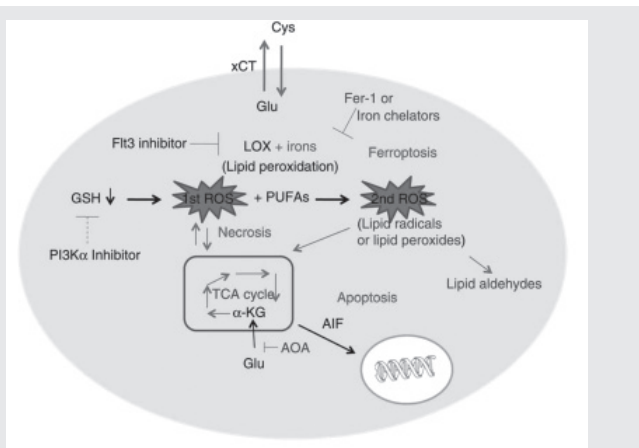 Cys
xCT
Glu
Fer-1 or
Iron chelators
Flt3 inhibitor
LOX + irons
(Lipid peroxidation)
Ferroptosis
GSH
1st ROS
+ PUFAs
2nd ROS
(Lipid radicals
or lipid peroxides)
Necrosis
PI3Kα Inhibitor
Lipid aldehydes
TCA cycle
α-KG
Apoptosis
AIF
AOA
Glu